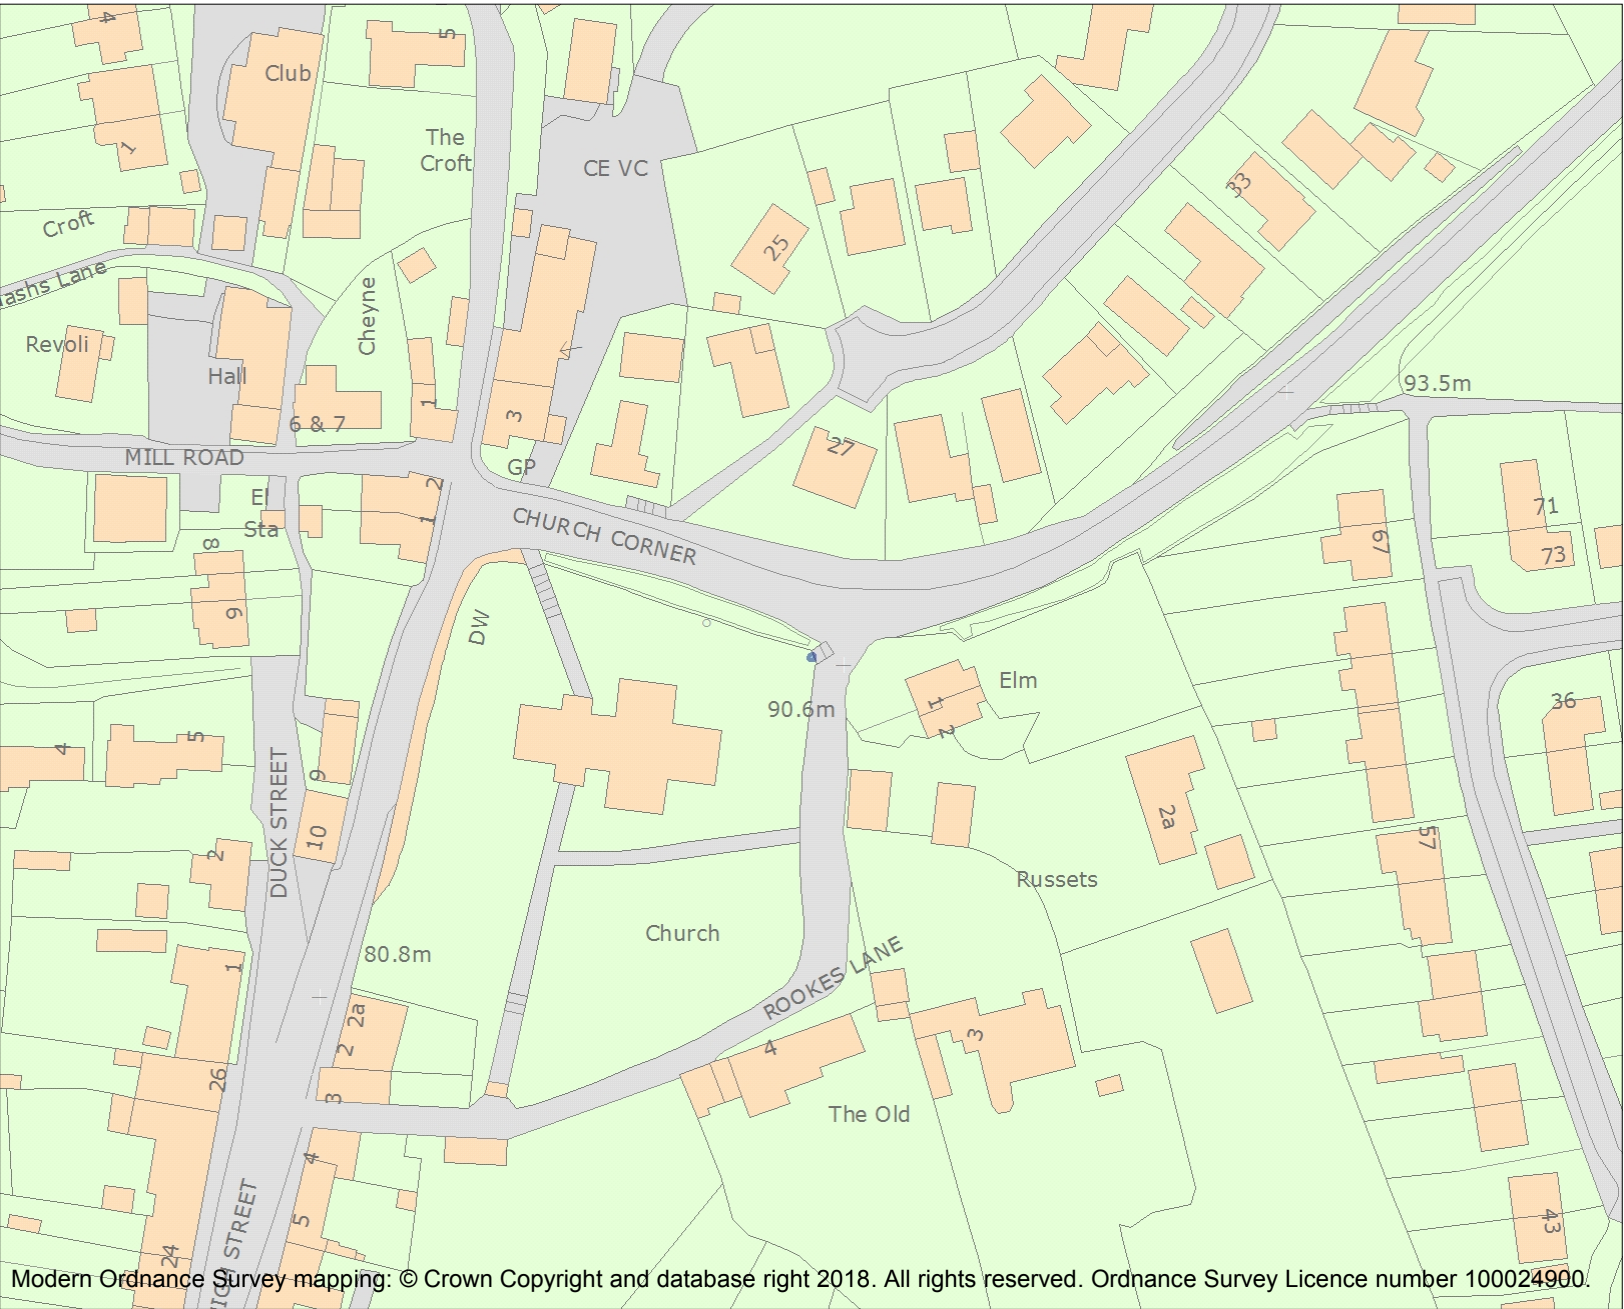 4
Club
5
The
Croft
CE VC
1
33
Croft
25
Cheyne
Revoli
Hall
93.5m
1
3
6 & 7
27
MILL ROAD
GP
2
El
Sta
1
CHURCH CORNER
71
73
67
8
9
DW
Elm
1
2
90.6m
36
4
5
9
DUCK STREET
10
2a
57
2
Russets
Church
80.8m
1
ROOKES LANE
2a
2
3
4
26
3
The Old
4
5
43
24
Modern Ordnance Survey mapping: © Crown Copyright and database right 2018. All rights reserved. Ordnance Survey Licence number 100024900.